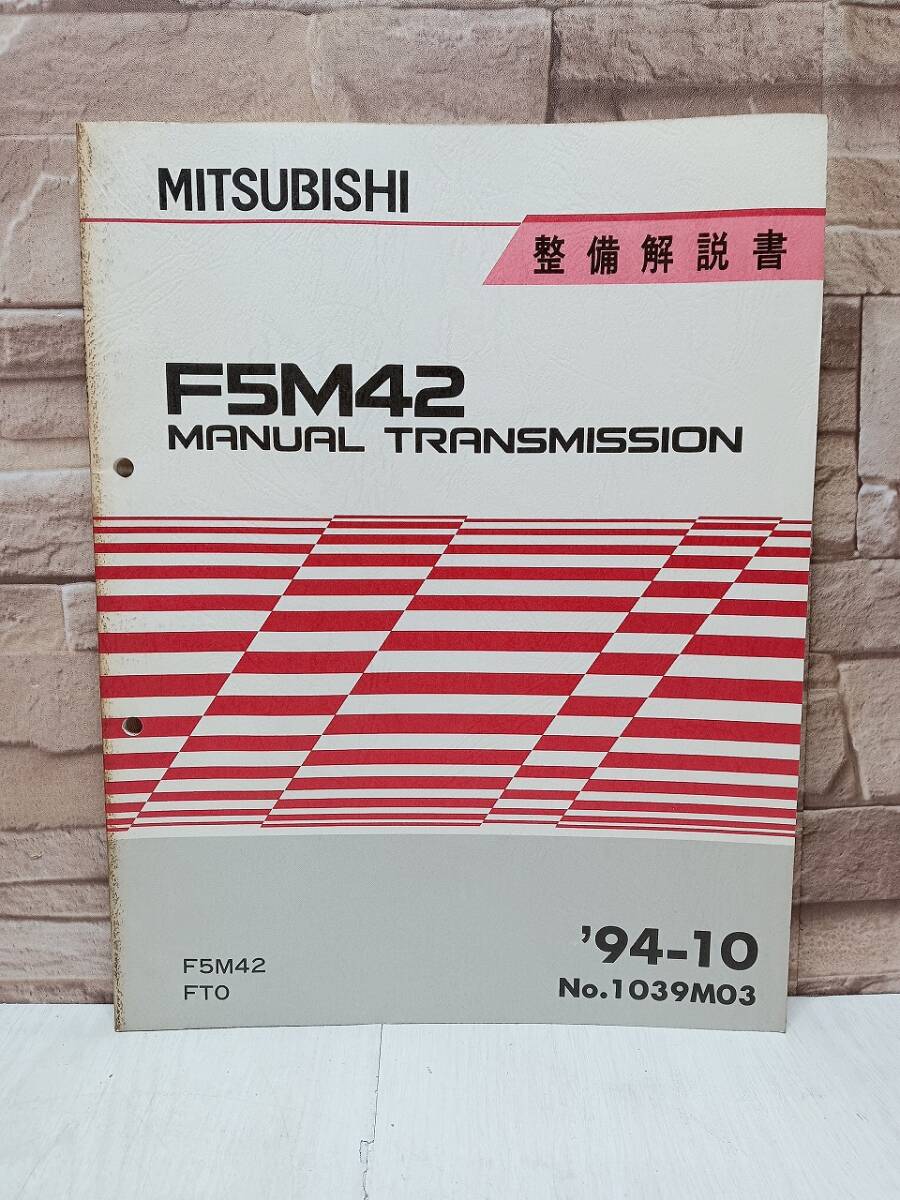 MITSUBISHI
整備解説書
F5M42
MANUAL TRANSMISSION
F5M42
FTO
’94-10
No.1039M03